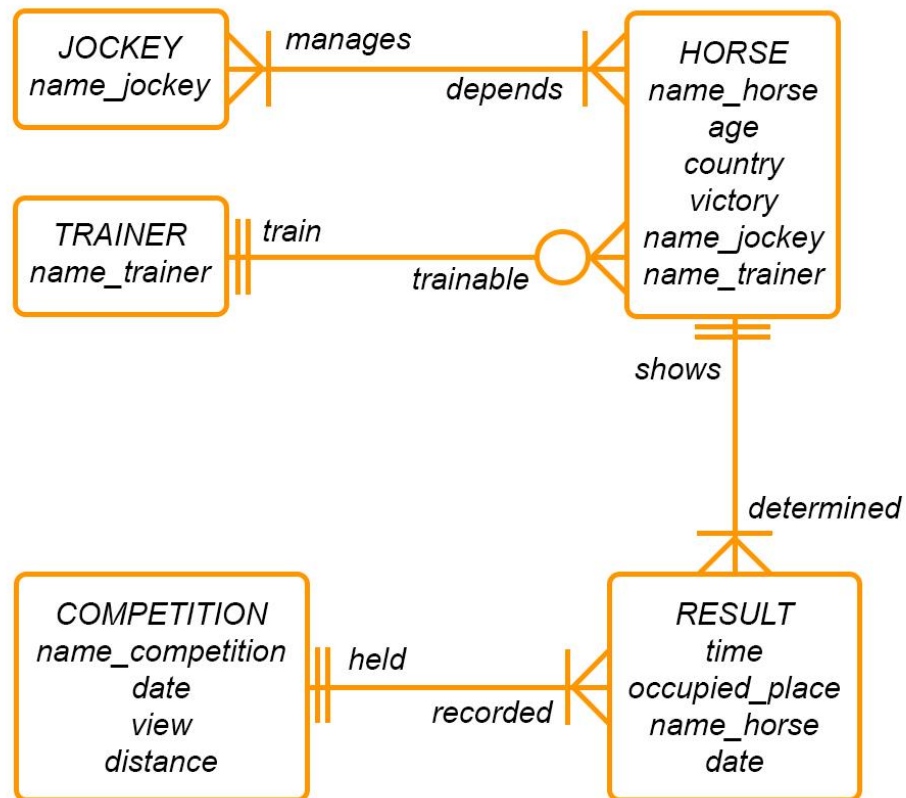 JOCKEY
name_jockey
manages
depends
HORSE
name_horse
age
country
victory
name_jockey
name_trainer
TRAINER
name_trainer
train
trainable
shows
determined
COMPETITION
name_competition
date
view
distance
held
recorded
RESULT
time
occupied_place
name_horse
date